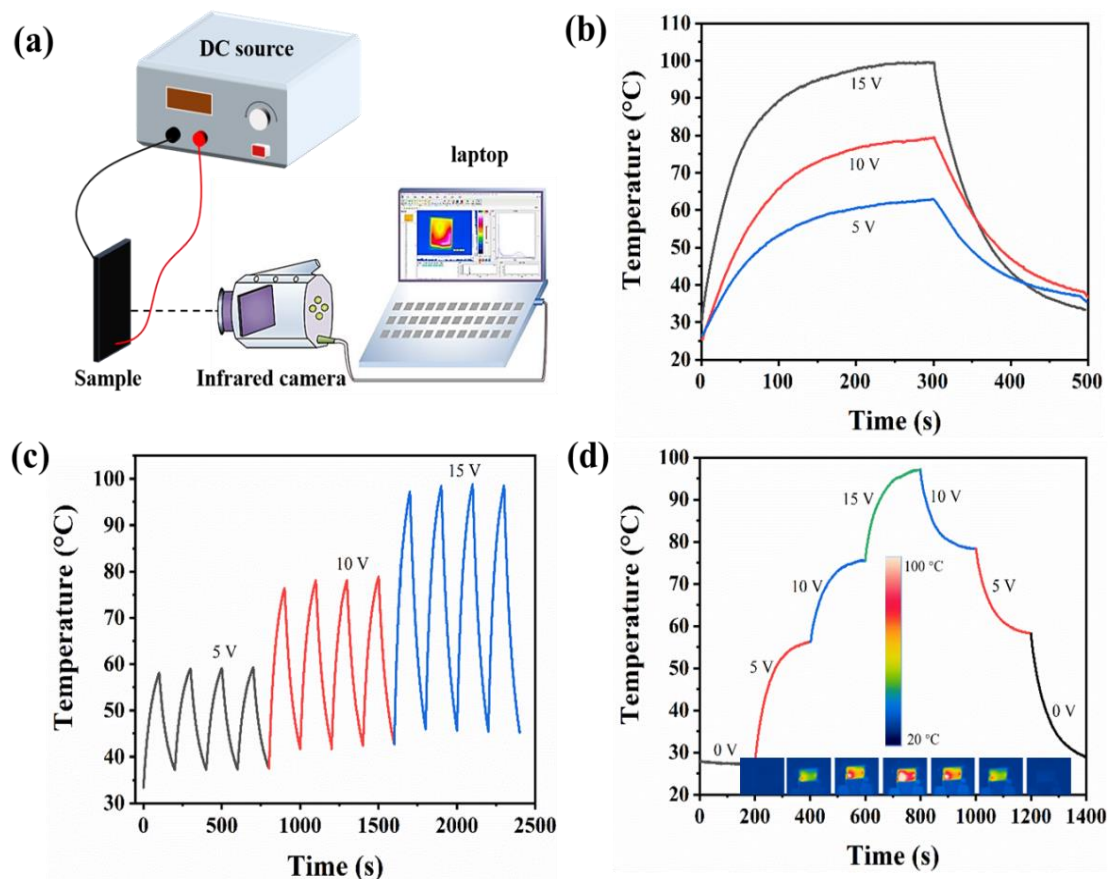 (a)
DC source
laptop
Sample
Infrared camera
(b)
Temperature (°C)
110
100
90
80
70
60
50
40
30
20
15 V
10 V
5 V
0
100
200
300
400
500
Time (s)
(c)
Temperature (°C)
100
90
80
70
60
50
40
30
5 V
10 V
15 V
0
500
1000
1500
2000
2500
Time (s)
(d)
Temperature (°C)
100
90
80
70
60
50
40
30
20
0 V
5 V
10 V
15 V
10 V
5 V
0 V
100 °C
20 °C
0
200
400
600
800
1000
1200
1400
Time (s)